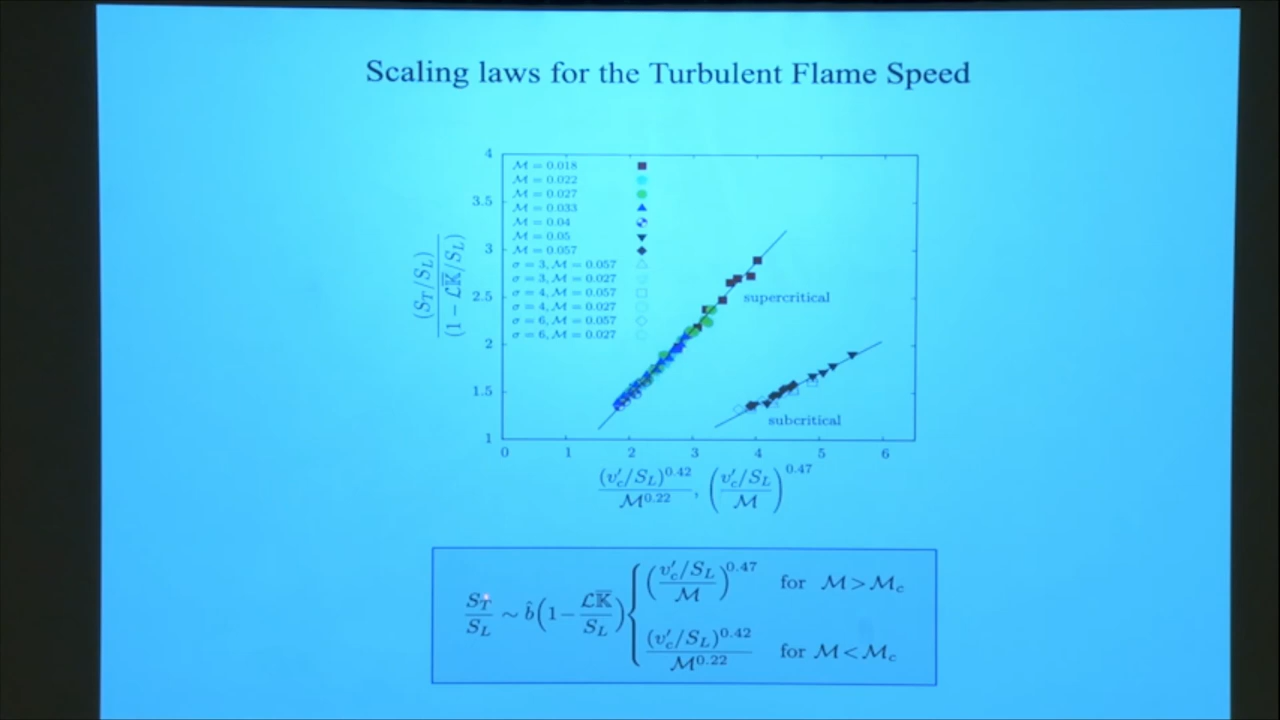 Scaling laws for the Turbulent Flame Speed
4
3.5
3
2.5
2
1.5
1
(S_T/S_L) / (1 − ℒ𝕂̅/S_L)
ℳ = 0.018
ℳ = 0.022
ℳ = 0.027
ℳ = 0.033
ℳ = 0.04
ℳ = 0.05
ℳ = 0.057
σ = 3, ℳ = 0.057
σ = 3, ℳ = 0.027
σ = 4, ℳ = 0.057
σ = 4, ℳ = 0.027
σ = 6, ℳ = 0.057
σ = 6, ℳ = 0.027
supercritical
subcritical
0 1 2 3 4 5 6
(v′_c/S_L)^0.42 / ℳ^0.22 , ((v′_c/S_L) / ℳ)^0.47
S_T/S_L ∼ b̂(1 − ℒ𝕂̅/S_L) {
((v′_c/S_L) / ℳ)^0.47 for ℳ > ℳ_c
(v′_c/S_L)^0.42 / ℳ^0.22 for ℳ < ℳ_c